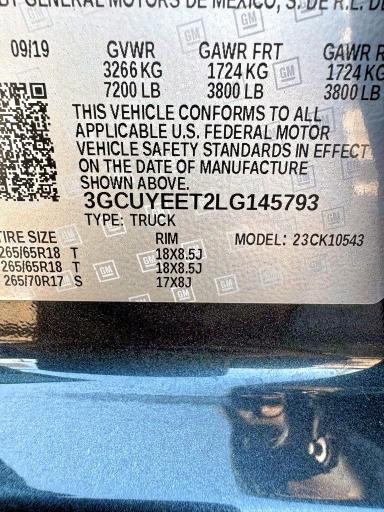 BY GENERAL MOTORS DE MEXICO, S. DE R.L. DE
09/19 GVWR GAWR FRT GAWR R
3266 KG 1724 KG 1724 KG
7200 LB 3800 LB 3800 LB
THIS VEHICLE CONFORMS TO ALL
APPLICABLE U.S. FEDERAL MOTOR
VEHICLE SAFETY STANDARDS IN EFFECT
ON THE DATE OF MANUFACTURE
SHOWN ABOVE.
3GCUYEET2LG145793
TYPE: TRUCK
TIRE SIZE RIM MODEL: 23CK10543
265/65R18 T 18X8.5J
265/65R18 T 18X8.5J
265/70R17 S 17X8J